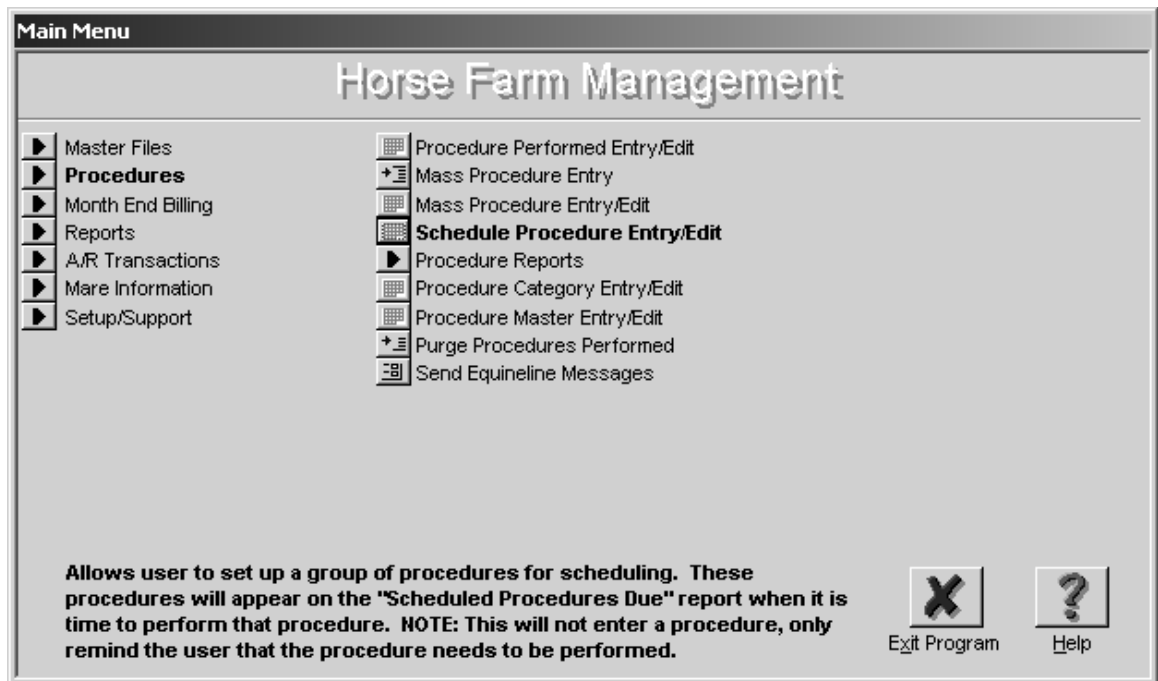 Main Menu
Horse Farm Management
Master Files
Procedures
Month End Billing
Reports
A/R Transactions
Mare Information
Setup/Support
Procedure Performed Entry/Edit
Mass Procedure Entry
Mass Procedure Entry/Edit
Schedule Procedure Entry/Edit
Procedure Reports
Procedure Category Entry/Edit
Procedure Master Entry/Edit
Purge Procedures Performed
Send Equineline Messages
Allows user to set up a group of procedures for scheduling. These
procedures will appear on the "Scheduled Procedures Due" report when it is
time to perform that procedure. NOTE: This will not enter a procedure, only
remind the user that the procedure needs to be performed.
Exit Program
Help